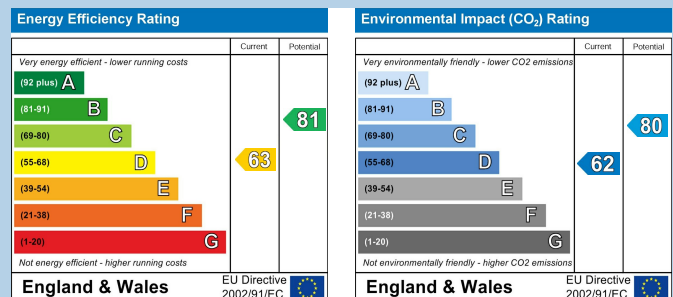 Energy Efficiency Rating
Current Potential
Very energy efficient - lower running costs
(92 plus) A
(81-91) B
81
(69-80) C
(55-68) D
63
(39-54) E
(21-38) F
(1-20) G
Not energy efficient - higher running costs
England & Wales
EU Directive
2002/91/EC
Environmental Impact (CO₂) Rating
Current Potential
Very environmentally friendly - lower CO2 emissions
(92 plus) A
(81-91) B
80
(69-80) C
(55-68) D
62
(39-54) E
(21-38) F
(1-20) G
Not environmentally friendly - higher CO2 emissions
England & Wales
EU Directive
2002/91/EC